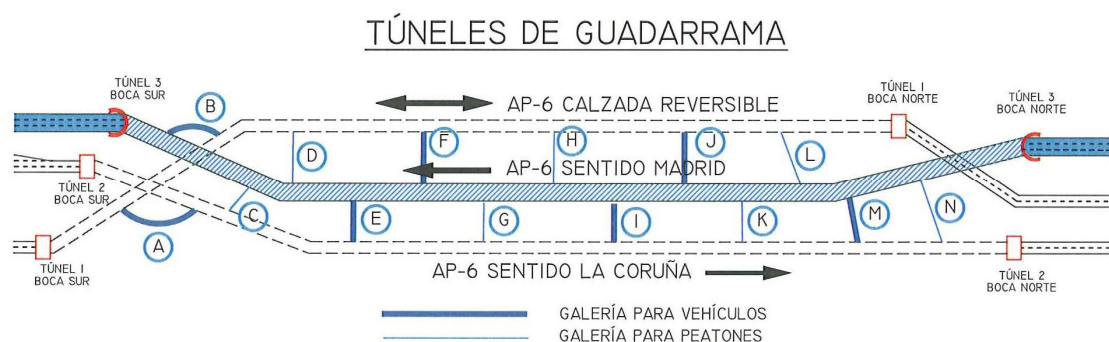 TÚNELES DE GUADARRAMA
TÚNEL 3
BOCA SUR
B
AP-6 CALZADA REVERSIBLE
TÚNEL 1
BOCA NORTE
TÚNEL 3
BOCA NORTE
D
F
H
J
L
AP-6 SENTIDO MADRID
TÚNEL 2
BOCA SUR
C
E
G
I
K
M
N
A
TÚNEL 1
BOCA SUR
AP-6 SENTIDO LA CORUÑA
TÚNEL 2
BOCA NORTE
GALERÍA PARA VEHÍCULOS
GALERÍA PARA PEATONES